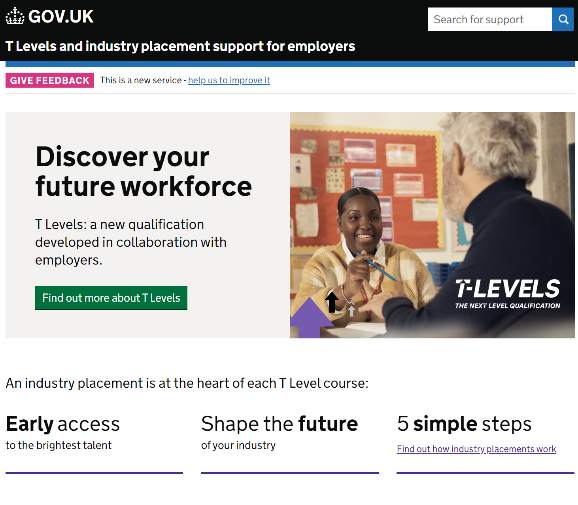 GOV.UK
Search for support
T Levels and industry placement support for employers
GIVE FEEDBACK This is a new service - help us to improve it
Discover your
future workforce
T Levels: a new qualification
developed in collaboration with
employers.
Find out more about T Levels
T-LEVELS
THE NEXT LEVEL QUALIFICATION
An industry placement is at the heart of each T Level course:
Early access
to the brightest talent
Shape the future
of your industry
5 simple steps
Find out how industry placements work